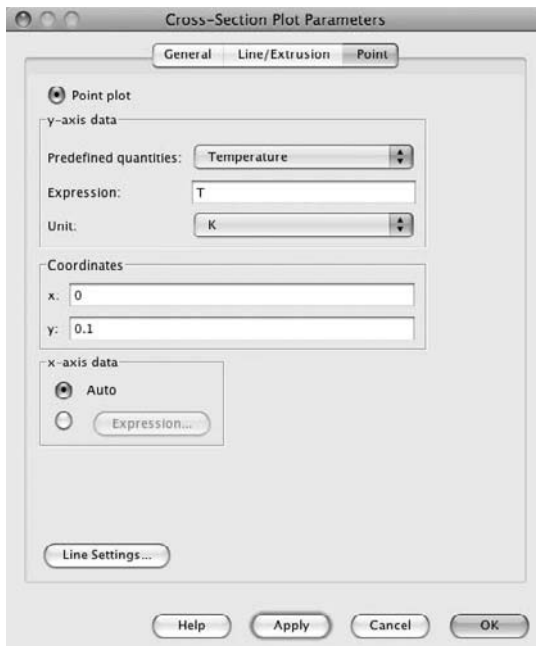 Cross-Section Plot Parameters
General Line/Extrusion Point
Point plot
y-axis data
Predefined quantities: Temperature
Expression: T
Unit: K
Coordinates
x: 0
y: 0.1
x-axis data
Auto
Expression...
Line Settings...
Help Apply Cancel OK